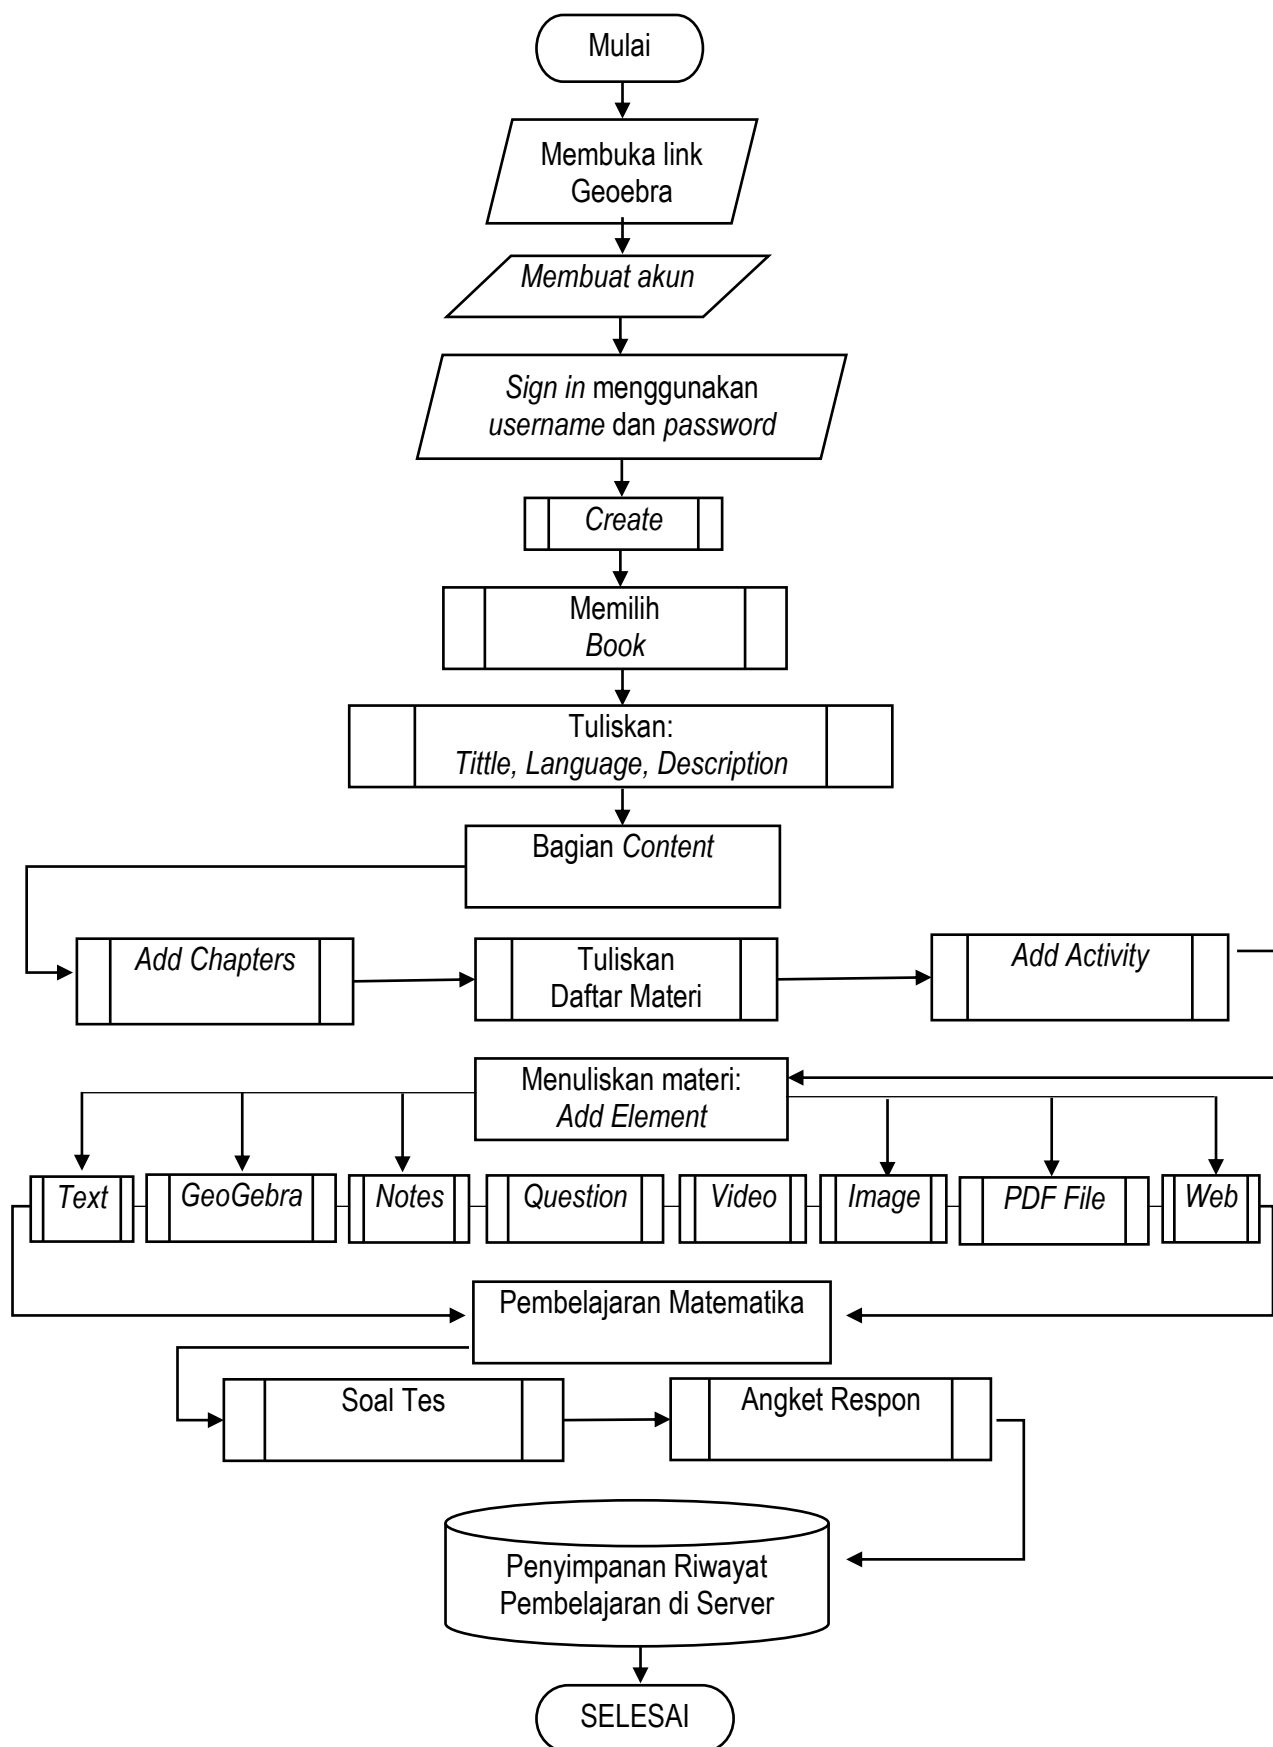 Mulai
Membuka link
Geoebra
Membuat akun
Sign in menggunakan
username dan password
Create
Memilih
Book
Tuliskan:
Tittle, Language, Description
Bagian Content
Add Chapters
Tuliskan
Daftar Materi
Add Activity
Menuliskan materi:
Add Element
Text
GeoGebra
Notes
Question
Video
Image
PDF File
Web
Pembelajaran Matematika
Soal Tes
Angket Respon
Penyimpanan Riwayat
Pembelajaran di Server
SELESAI